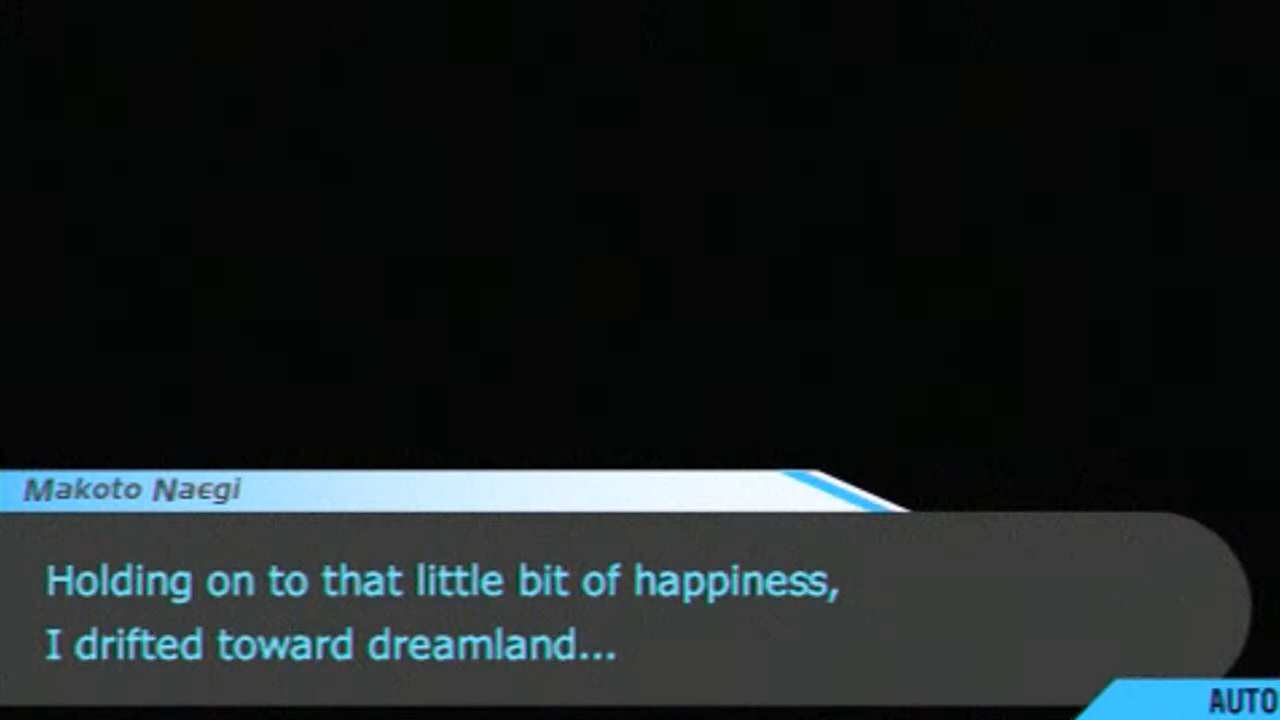 Makoto Naegi
Holding on to that little bit of happiness,
I drifted toward dreamland...
AUTO